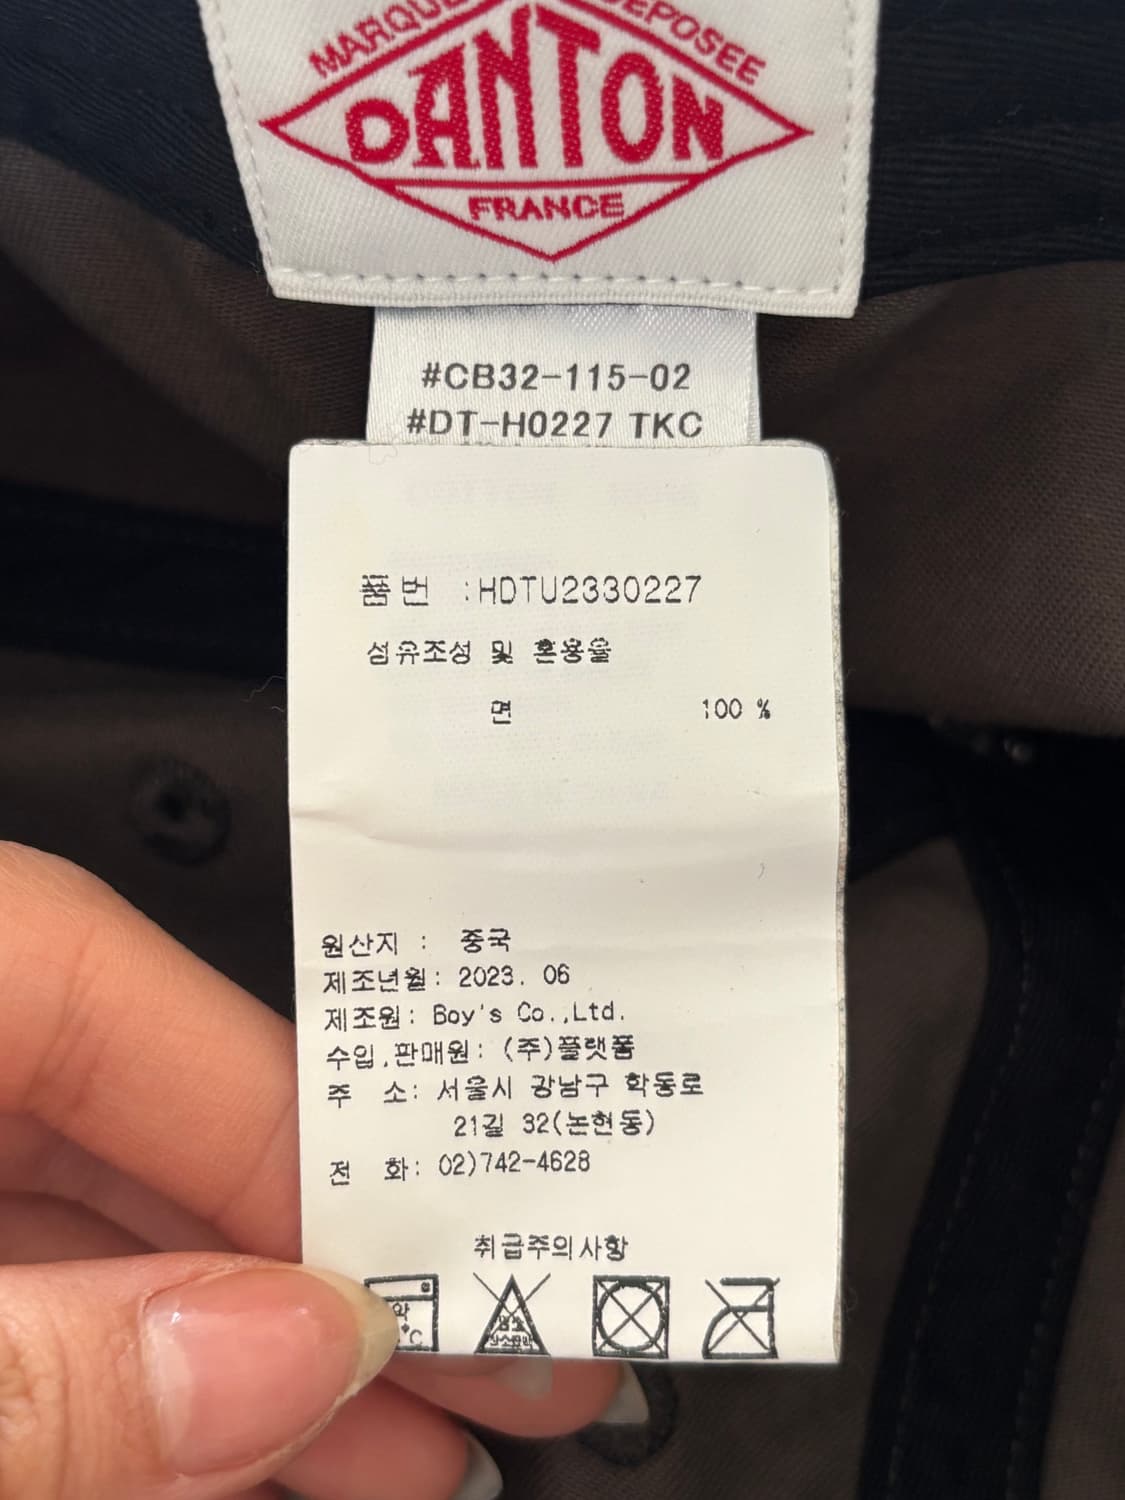 MARQUE DEPOSEE
DANTON
FRANCE
#CB32-115-02
#DT-H0227 TKC
품 번 :HDTU2330227
섬유조성 및 혼용율
면 100 %
원산지 : 중국
제조년월: 2023. 06
제조원: Boy's Co.,Ltd.
수입,판매원: (주)플랫폼
주 소: 서울시 강남구 학동로
21길 32(논현동)
전 화: 02)742-4628
취급주의사항